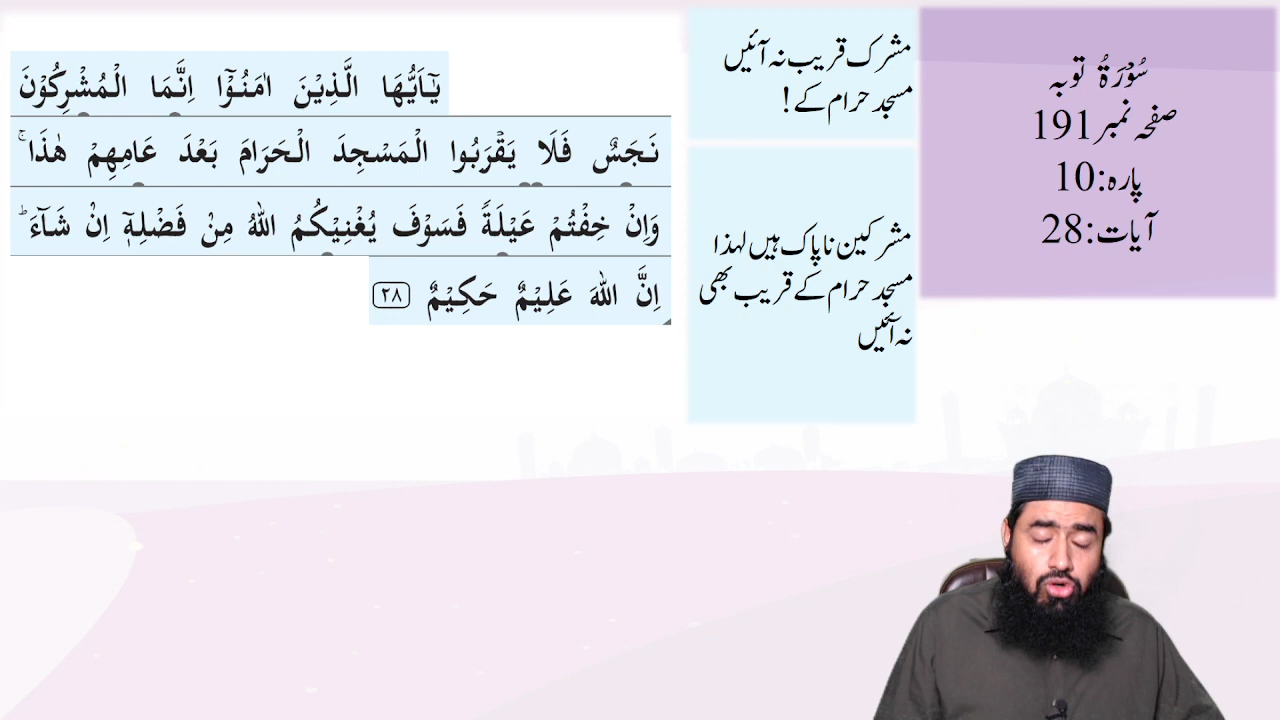 سُوْرَةُ توبہ
صفحہ نمبر 191
پارہ:10
آیات:28
مشرک قریب نہ آئیں
مسجد حرام کے!
مشرکین ناپاک ہیں لہذا
مسجد حرام کے قریب بھی
نہ آئیں
یٰۤاَیُّهَا الَّذِیْنَ اٰمَنُوْۤا اِنَّمَا الْمُشْرِكُوْنَ
نَجَسٌ فَلَا یَقْرَبُوا الْمَسْجِدَ الْحَرَامَ بَعْدَ عَامِهِمْ هٰذَا ۚ
وَاِنْ خِفْتُمْ عَیْلَةً فَسَوْفَ یُغْنِیْكُمُ اللّٰهُ مِنْ فَضْلِهٖۤ اِنْ شَآءَ ؕ
اِنَّ اللّٰهَ عَلِیْمٌ حَكِیْمٌ ٢٨